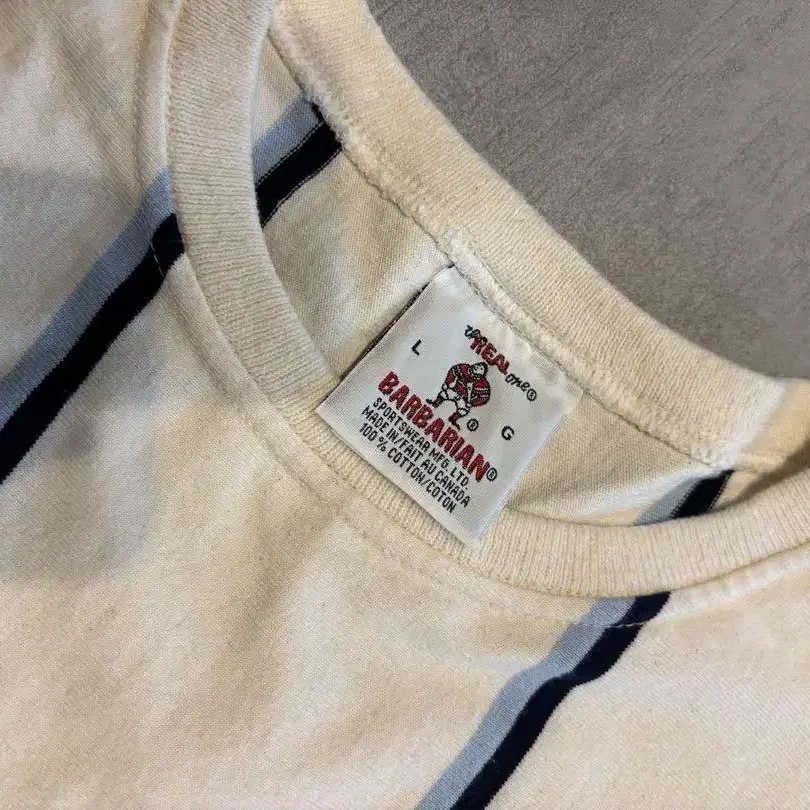 the REAL one®
L
G
®
BARBARIAN®
SPORTSWEAR MFG. LTD.
MADE IN/FAIT AU CANADA
100% COTTON/COTON